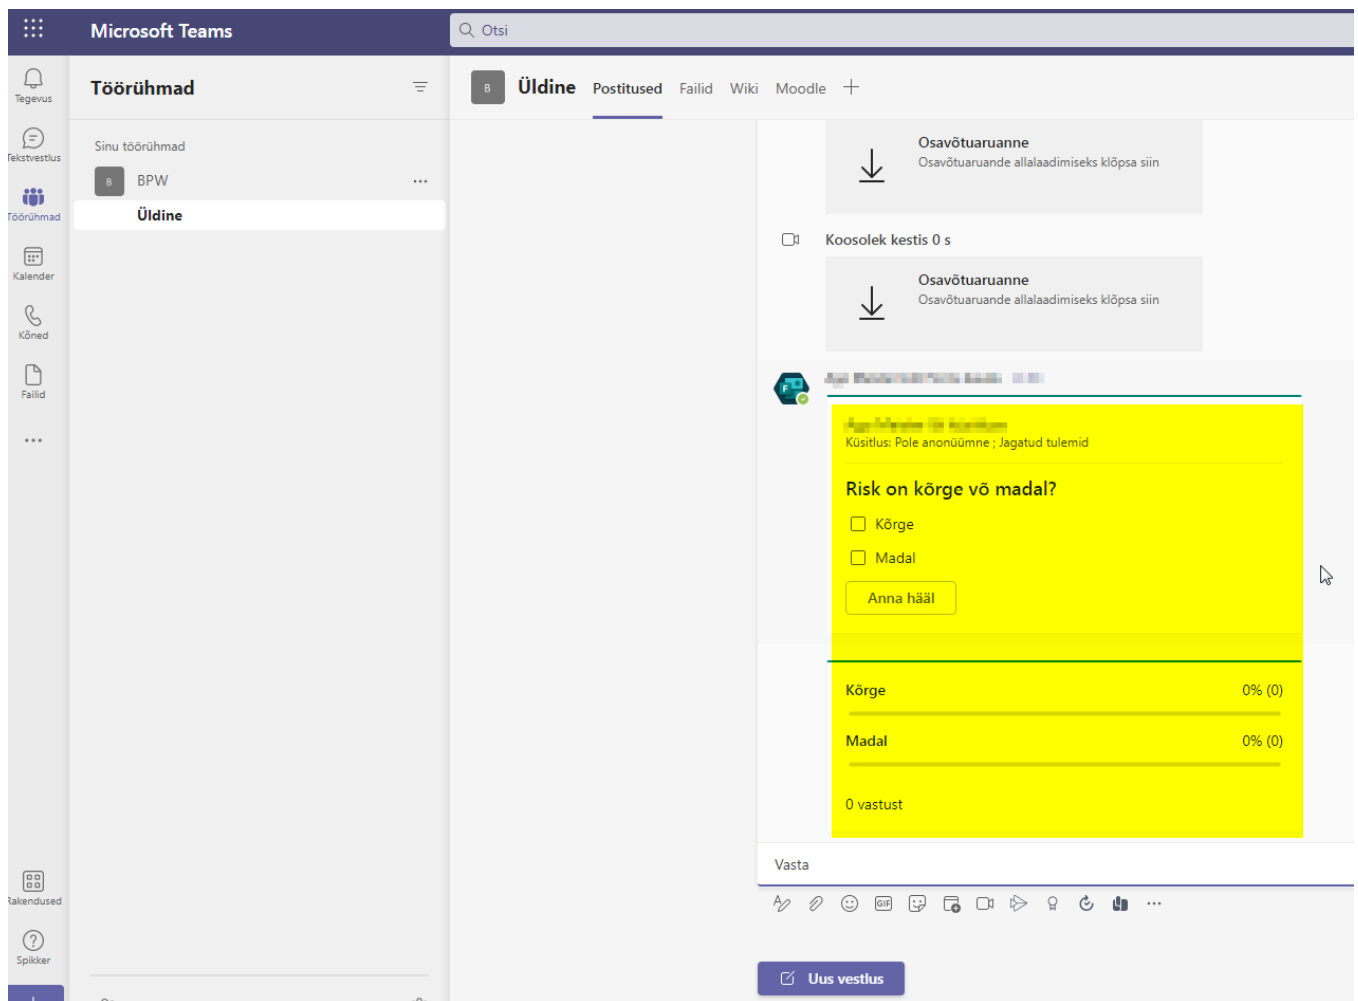 Microsoft Teams
Otsi
Tegevus
Tekstvestlus
Töörühmad
Kalender
Kõned
Failid
Rakendused
Spikker
Töörühmad
Sinu töörühmad
B BPW
Üldine
B Üldine Postitused Failid Wiki Moodle
Osavõtuaruanne
Osavõtuaruande allalaadimiseks klõpsa siin
Koosolek kestis 0 s
Osavõtuaruanne
Osavõtuaruande allalaadimiseks klõpsa siin
F
Küsitlus: Pole anonüümne ; Jagatud tulemid
Risk on kõrge võ madal?
Kõrge
Madal
Anna hääl
Kõrge 0% (0)
Madal 0% (0)
0 vastust
Vasta
GIF
Uus vestlus